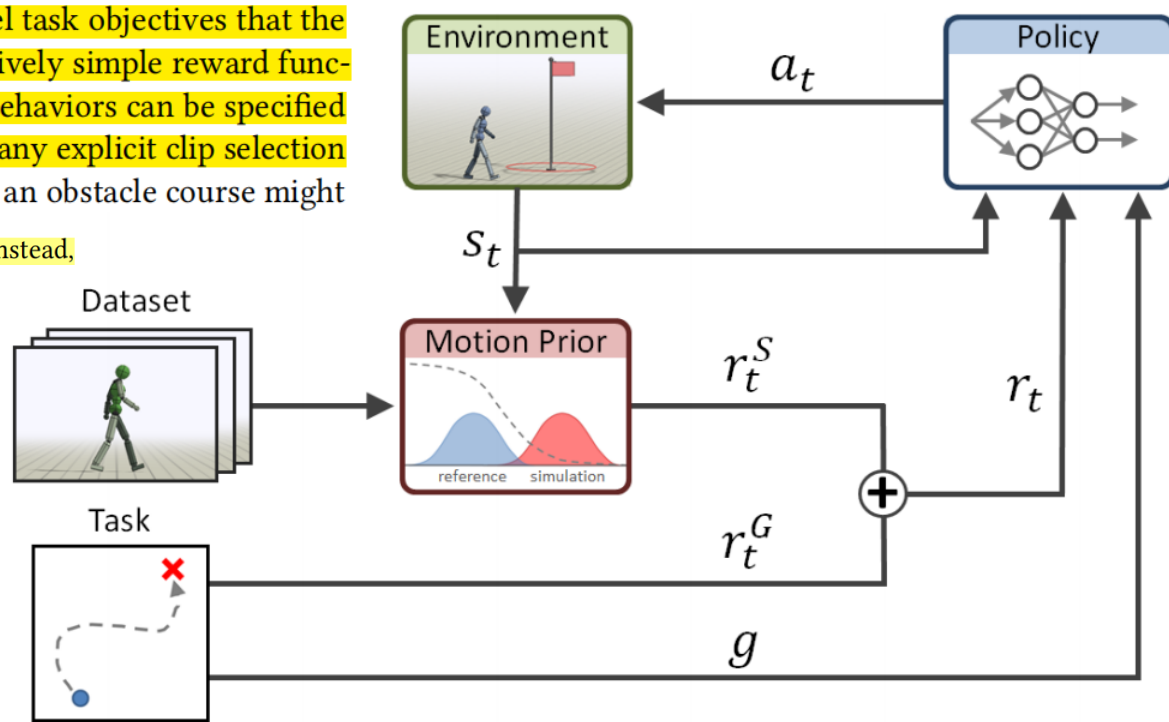 el task objectives that the
ively simple reward func-
ehaviors can be specified
any explicit clip selection
an obstacle course might
nstead,
Environment
Policy
a_t
s_t
Dataset
Motion Prior
reference simulation
r_t^S
r_t
+
Task
r_t^G
g